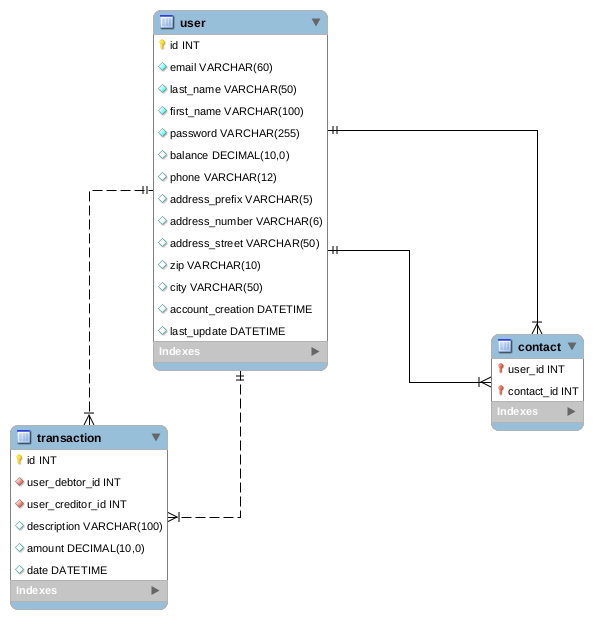 user
id INT
email VARCHAR(60)
last_name VARCHAR(50)
first_name VARCHAR(100)
password VARCHAR(255)
balance DECIMAL(10,0)
phone VARCHAR(12)
address_prefix VARCHAR(5)
address_number VARCHAR(6)
address_street VARCHAR(50)
zip VARCHAR(10)
city VARCHAR(50)
account_creation DATETIME
last_update DATETIME
Indexes
contact
user_id INT
contact_id INT
Indexes
transaction
id INT
user_debtor_id INT
user_creditor_id INT
description VARCHAR(100)
amount DECIMAL(10,0)
date DATETIME
Indexes